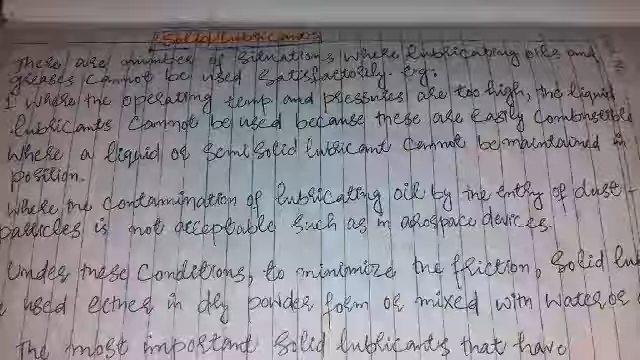 Solid Lubricants
There are number of Situations where lubricating oils and
greases cannot be used satisfactorily. e.g.
1 Where the operating temp and pressures are too high, the liquid
lubricants cannot be used because these are easily combustible
Where a liquid or semi solid lubricant cannot be maintained in
position.
Where the contamination of lubricating oil by the entry of dust
particles is not acceptable such as in aerospace devices.
Under these conditions, to minimize the friction, solid lub
used either in dry powder form or mixed with water or
The most important solid lubricants that have